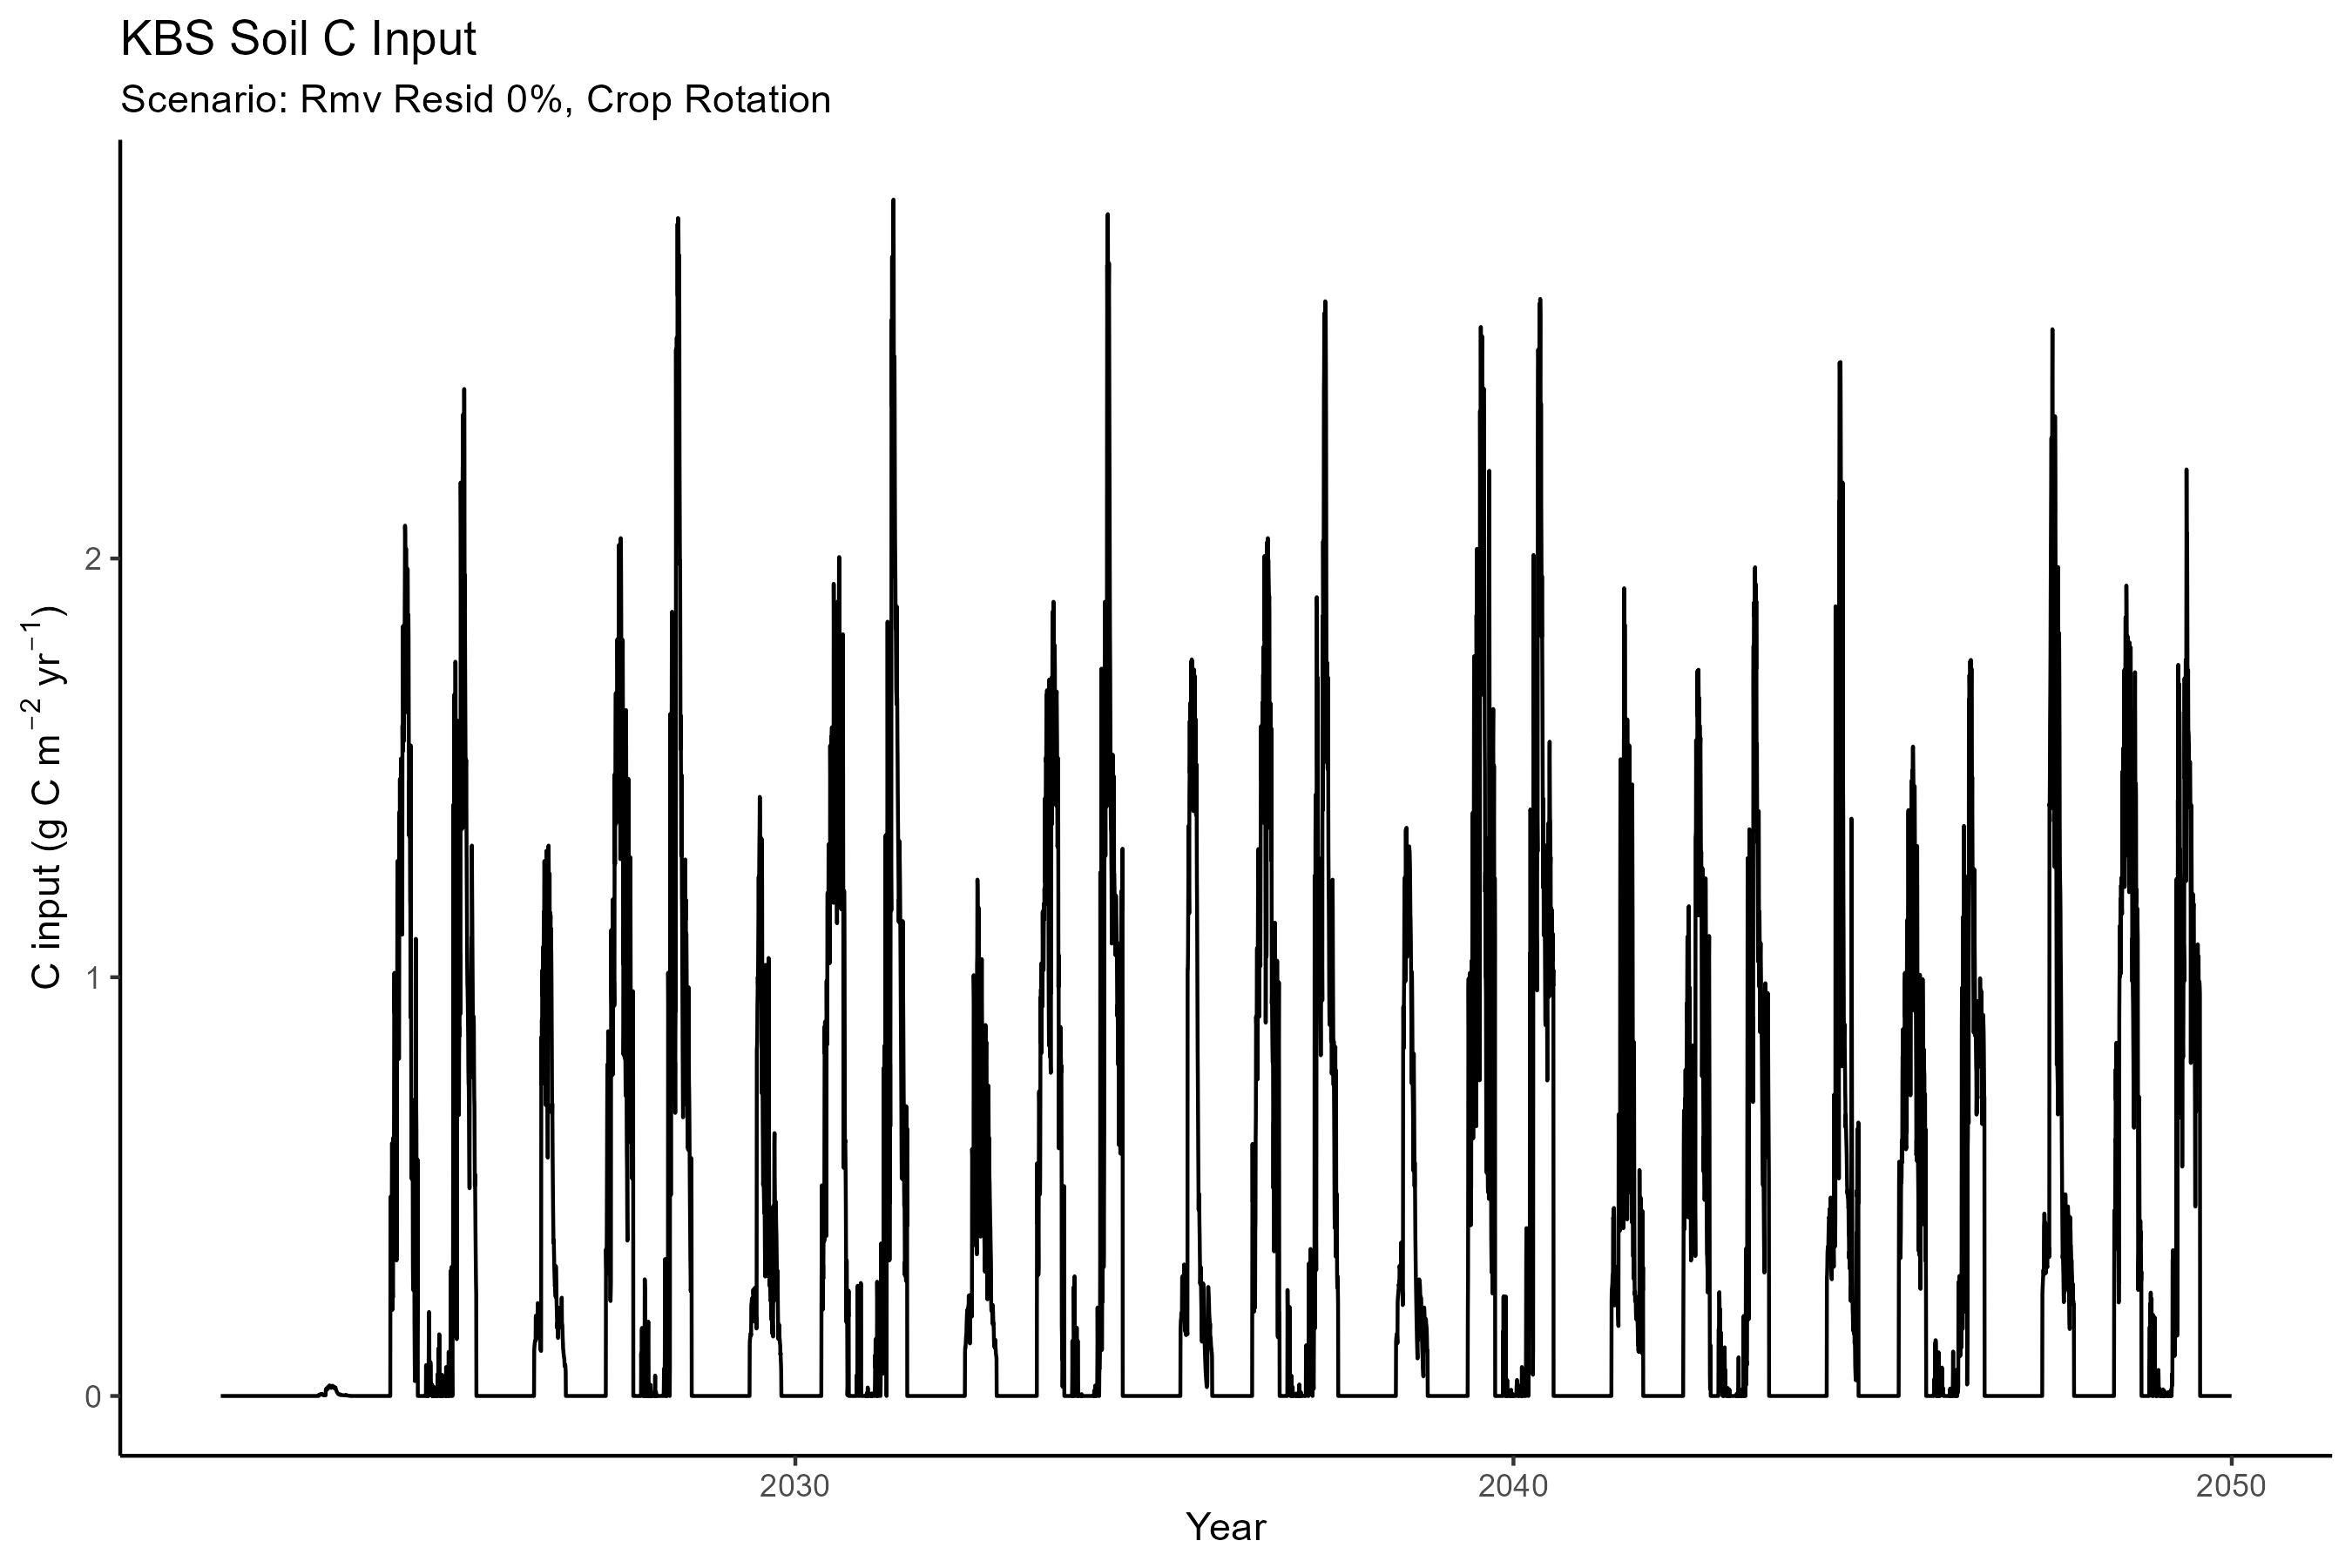 KBS Soil C Input
Scenario: Rmv Resid 0%, Crop Rotation
C input (g C m⁻² yr⁻¹)
2
1
0
2030
2040
2050
Year